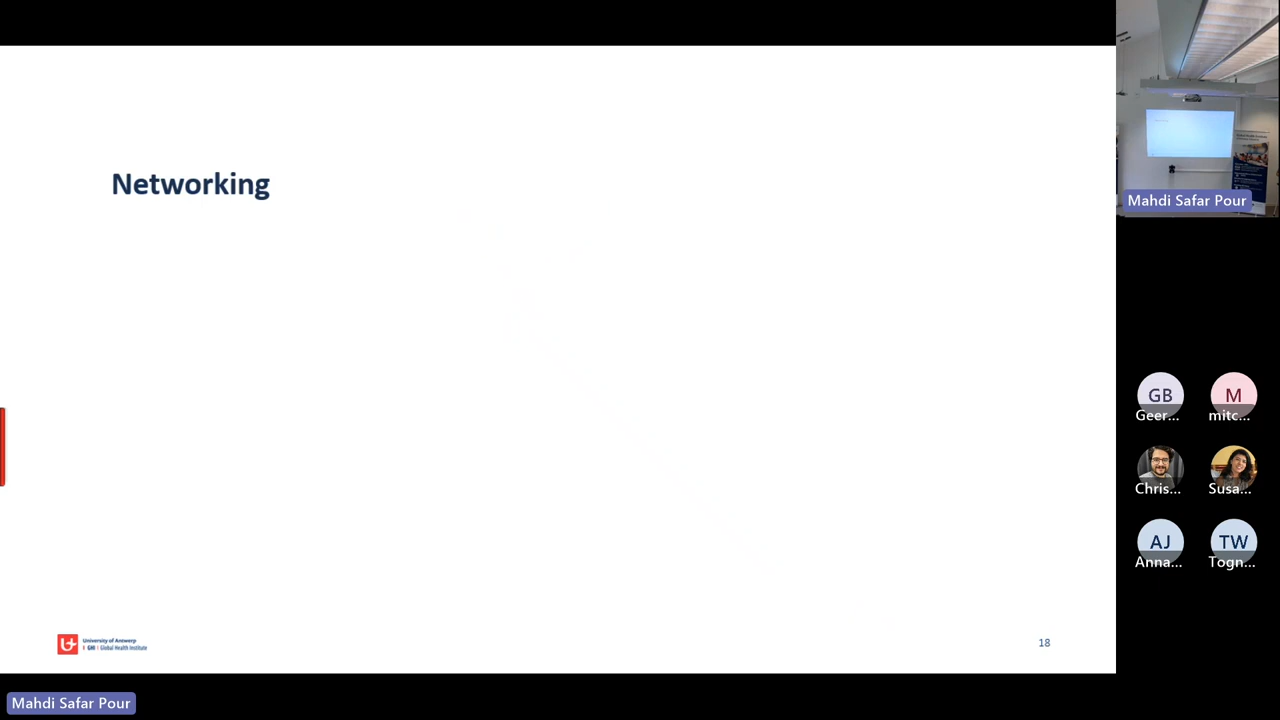 Networking
University of Antwerp
GHI | Global Health Institute
18
Mahdi Safar Pour
Mahdi Safar Pour
GB
Geer...
M
mitc...
Chris...
Susa...
AJ
Anna...
TW
Togn...